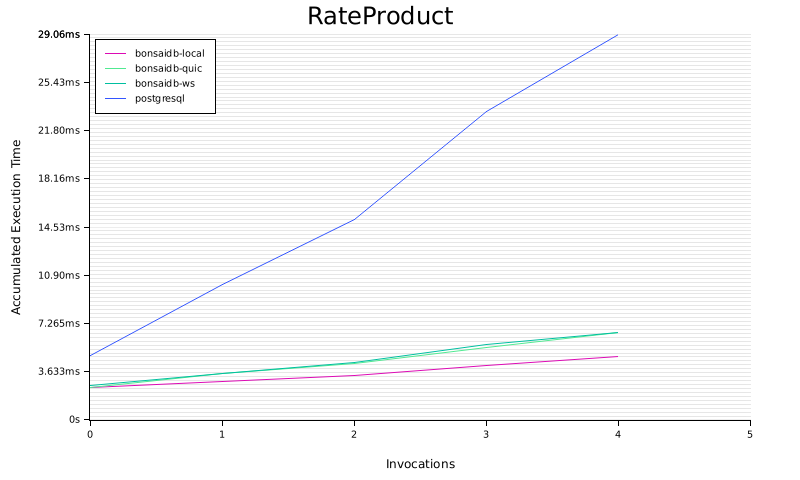 RateProduct
29.06ms
25.43ms
21.80ms
18.16ms
14.53ms
10.90ms
7.265ms
3.633ms
0s
Accumulated Execution Time
bonsaidb-local
bonsaidb-quic
bonsaidb-ws
postgresql
0 1 2 3 4 5
Invocations